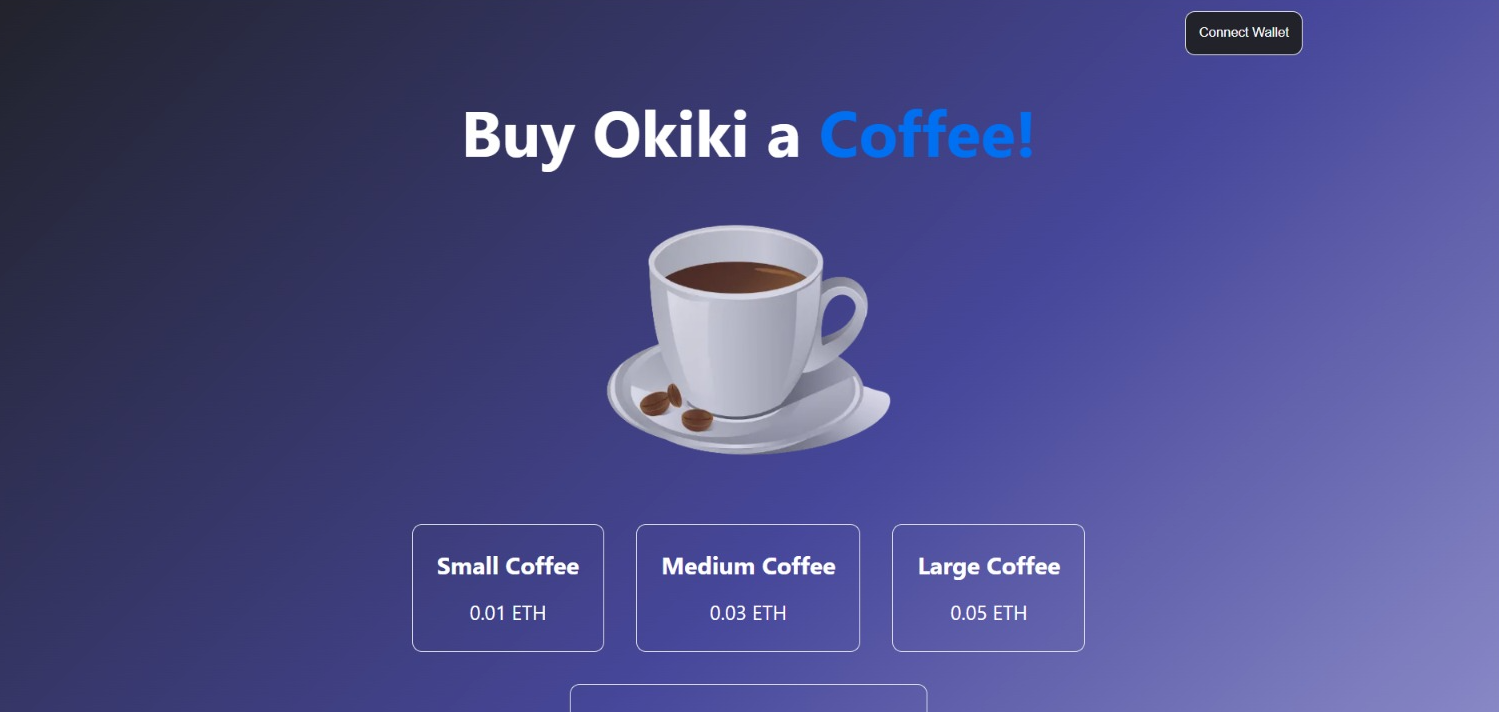 Connect Wallet
Buy Okiki a Coffee!
Small Coffee
Medium Coffee
Large Coffee
0.01 ETH
0.03 ETH
0.05 ETH